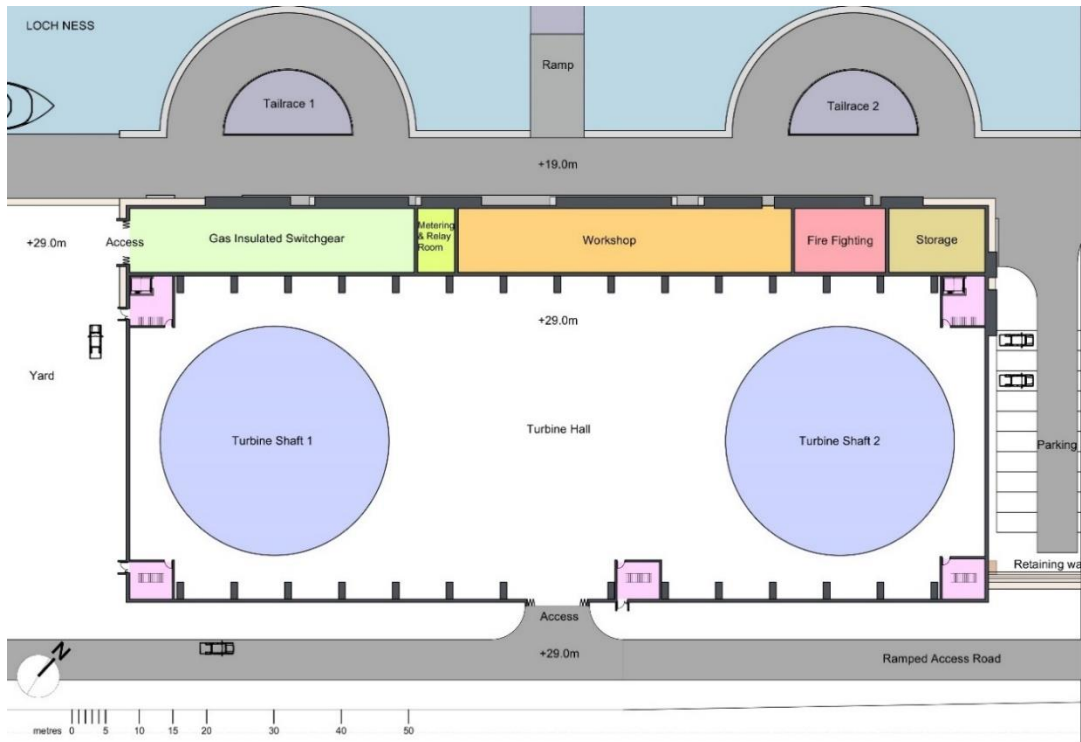 LOCH NESS
Ramp
Tailrace 1
Tailrace 2
+19.0m
+29.0m
Access
Gas Insulated Switchgear
Metering
& Relay
Room
Workshop
Fire Fighting
Storage
+29.0m
Yard
Turbine Shaft 1
Turbine Hall
Turbine Shaft 2
Parking
Retaining wa
Access
+29.0m
Ramped Access Road
N
metres 0 5 10 15 20 30 40 50